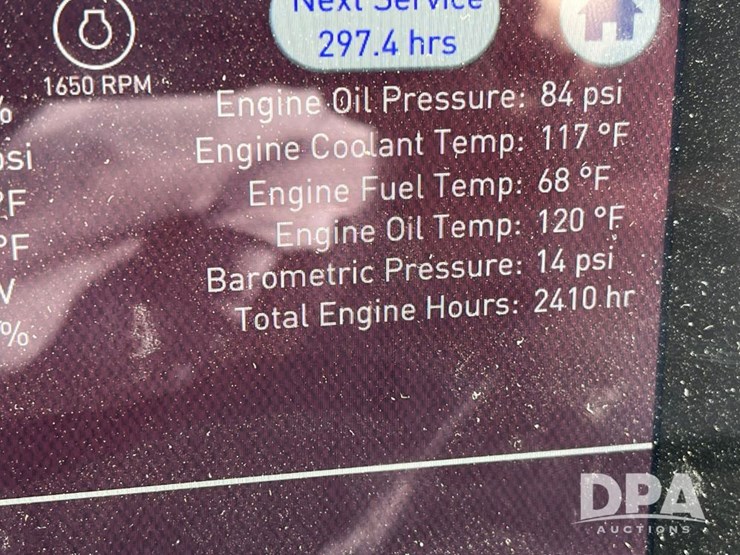 Next Service
297.4 hrs
1650 RPM
%
psi
°F
°F
V
%
Engine Oil Pressure: 84 psi
Engine Coolant Temp: 117 °F
Engine Fuel Temp: 68 °F
Engine Oil Temp: 120 °F
Barometric Pressure: 14 psi
Total Engine Hours: 2410 hr
DPA
AUCTIONS